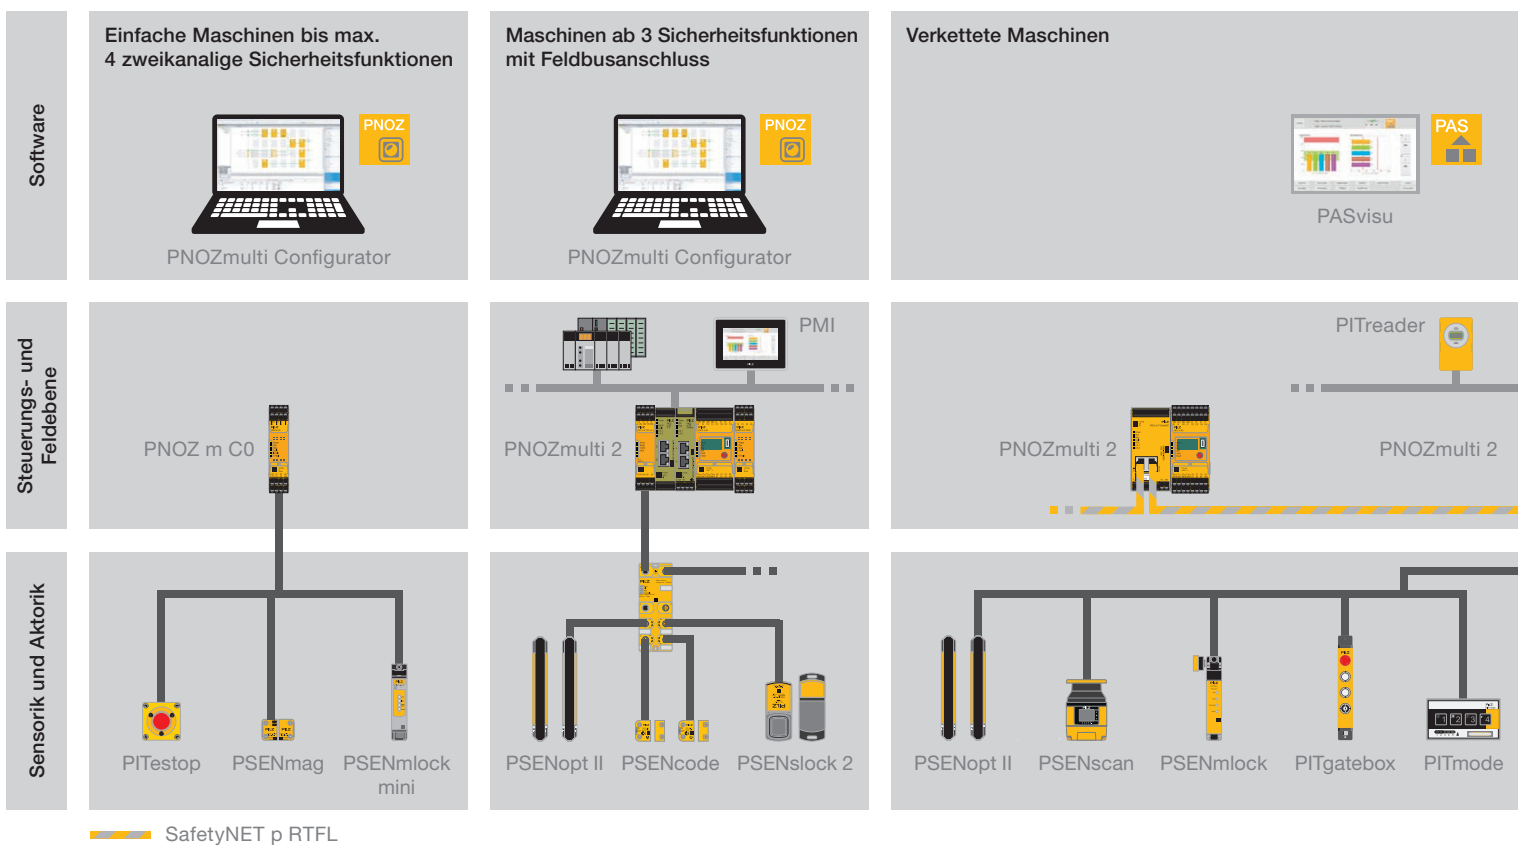 Einfache Maschinen bis max.
4 zweikanalige Sicherheitsfunktionen
Maschinen ab 3 Sicherheitsfunktionen
mit Feldbusanschluss
Verkettete Maschinen
Software
PNOZ
PNOZmulti Configurator
PNOZ
PNOZmulti Configurator
PAS
PASvisu
Steuerungs- und
Feldebene
PNOZ m C0
PMI
PNOZmulti 2
PITreader
PNOZmulti 2
PNOZmulti 2
Sensorik und Aktorik
PITestop
PSENmag
PSENmlock
mini
PSENopt II
PSENcode
PSENslock 2
PSENopt II
PSENscan
PSENmlock
PITgatebox
PITmode
SafetyNET p RTFL